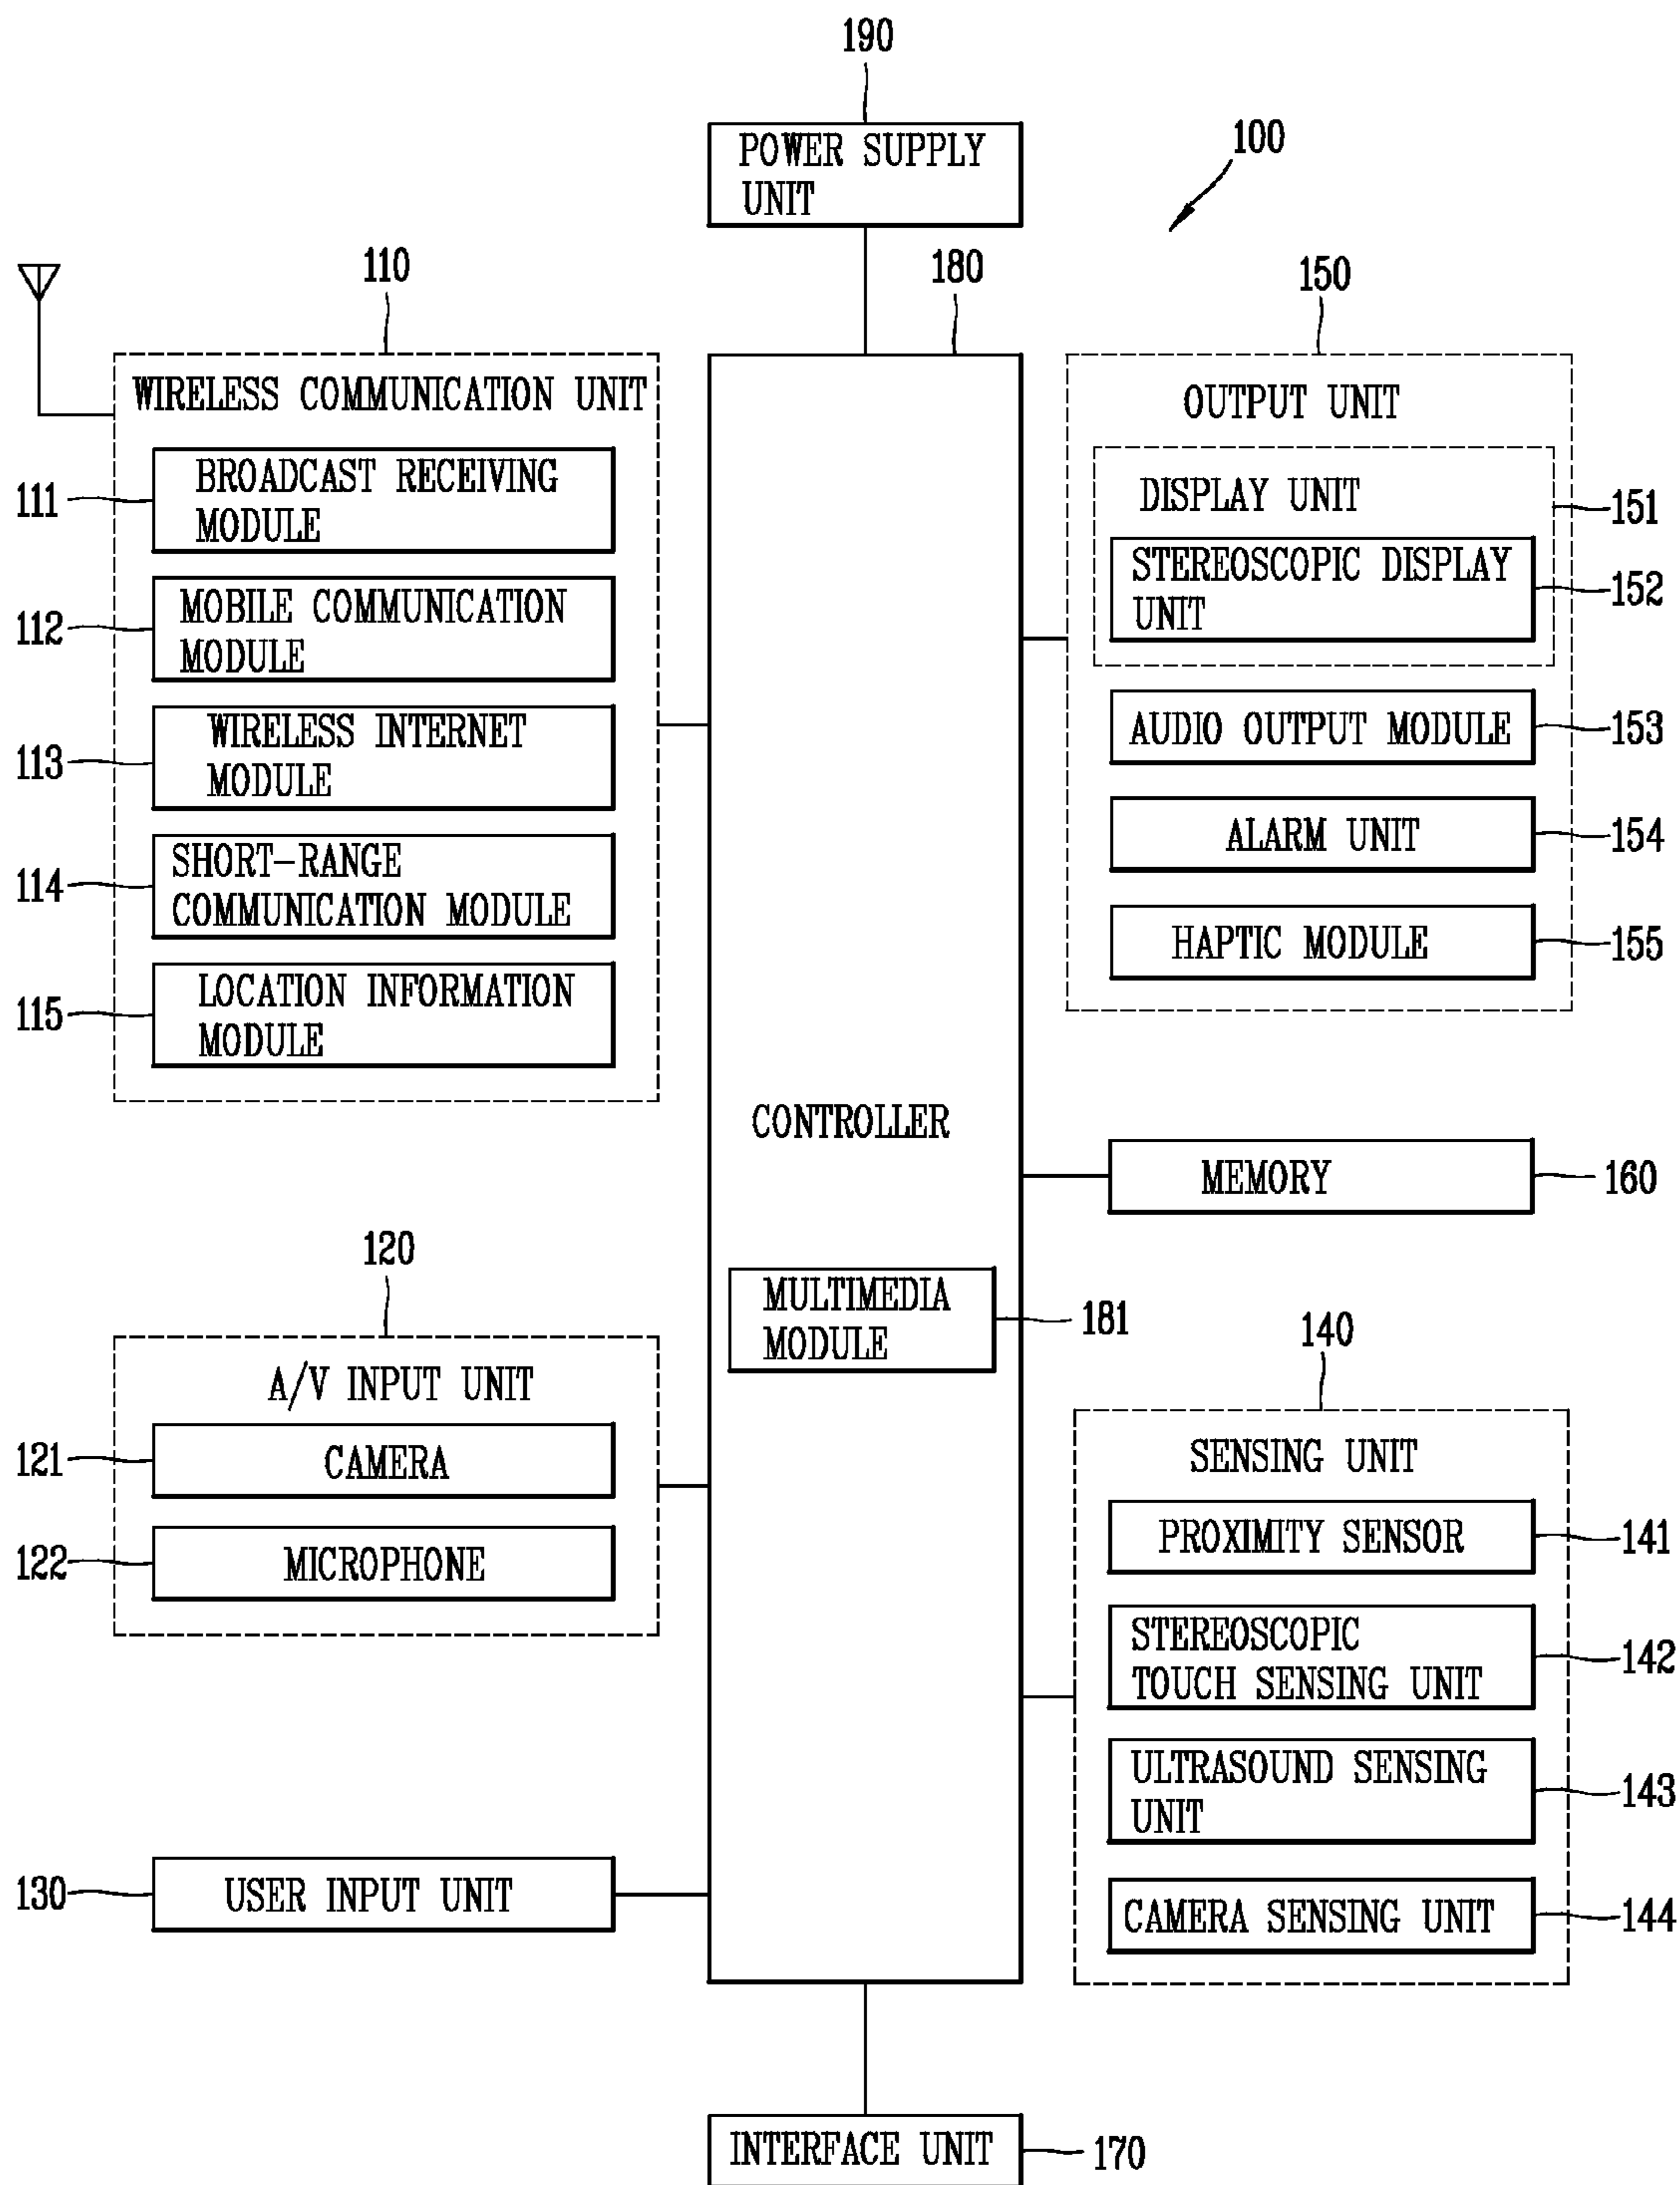 190
POWER SUPPLY
UNIT
100
110
180
150
WIRELESS COMMUNICATION UNIT
111
BROADCAST RECEIVING
MODULE
112
MOBILE COMMUNICATION
MODULE
113
WIRELESS INTERNET
MODULE
114
SHORT-RANGE
COMMUNICATION MODULE
115
LOCATION INFORMATION
MODULE
OUTPUT UNIT
DISPLAY UNIT
151
STEREOSCOPIC DISPLAY
UNIT
152
AUDIO OUTPUT MODULE
153
ALARM UNIT
154
HAPTIC MODULE
155
CONTROLLER
MEMORY
160
MULTIMEDIA
MODULE
181
120
A/V INPUT UNIT
121
CAMERA
122
MICROPHONE
140
SENSING UNIT
PROXIMITY SENSOR
141
STEREOSCOPIC
TOUCH SENSING UNIT
142
ULTRASOUND SENSING
UNIT
143
CAMERA SENSING UNIT
144
130
USER INPUT UNIT
INTERFACE UNIT
170